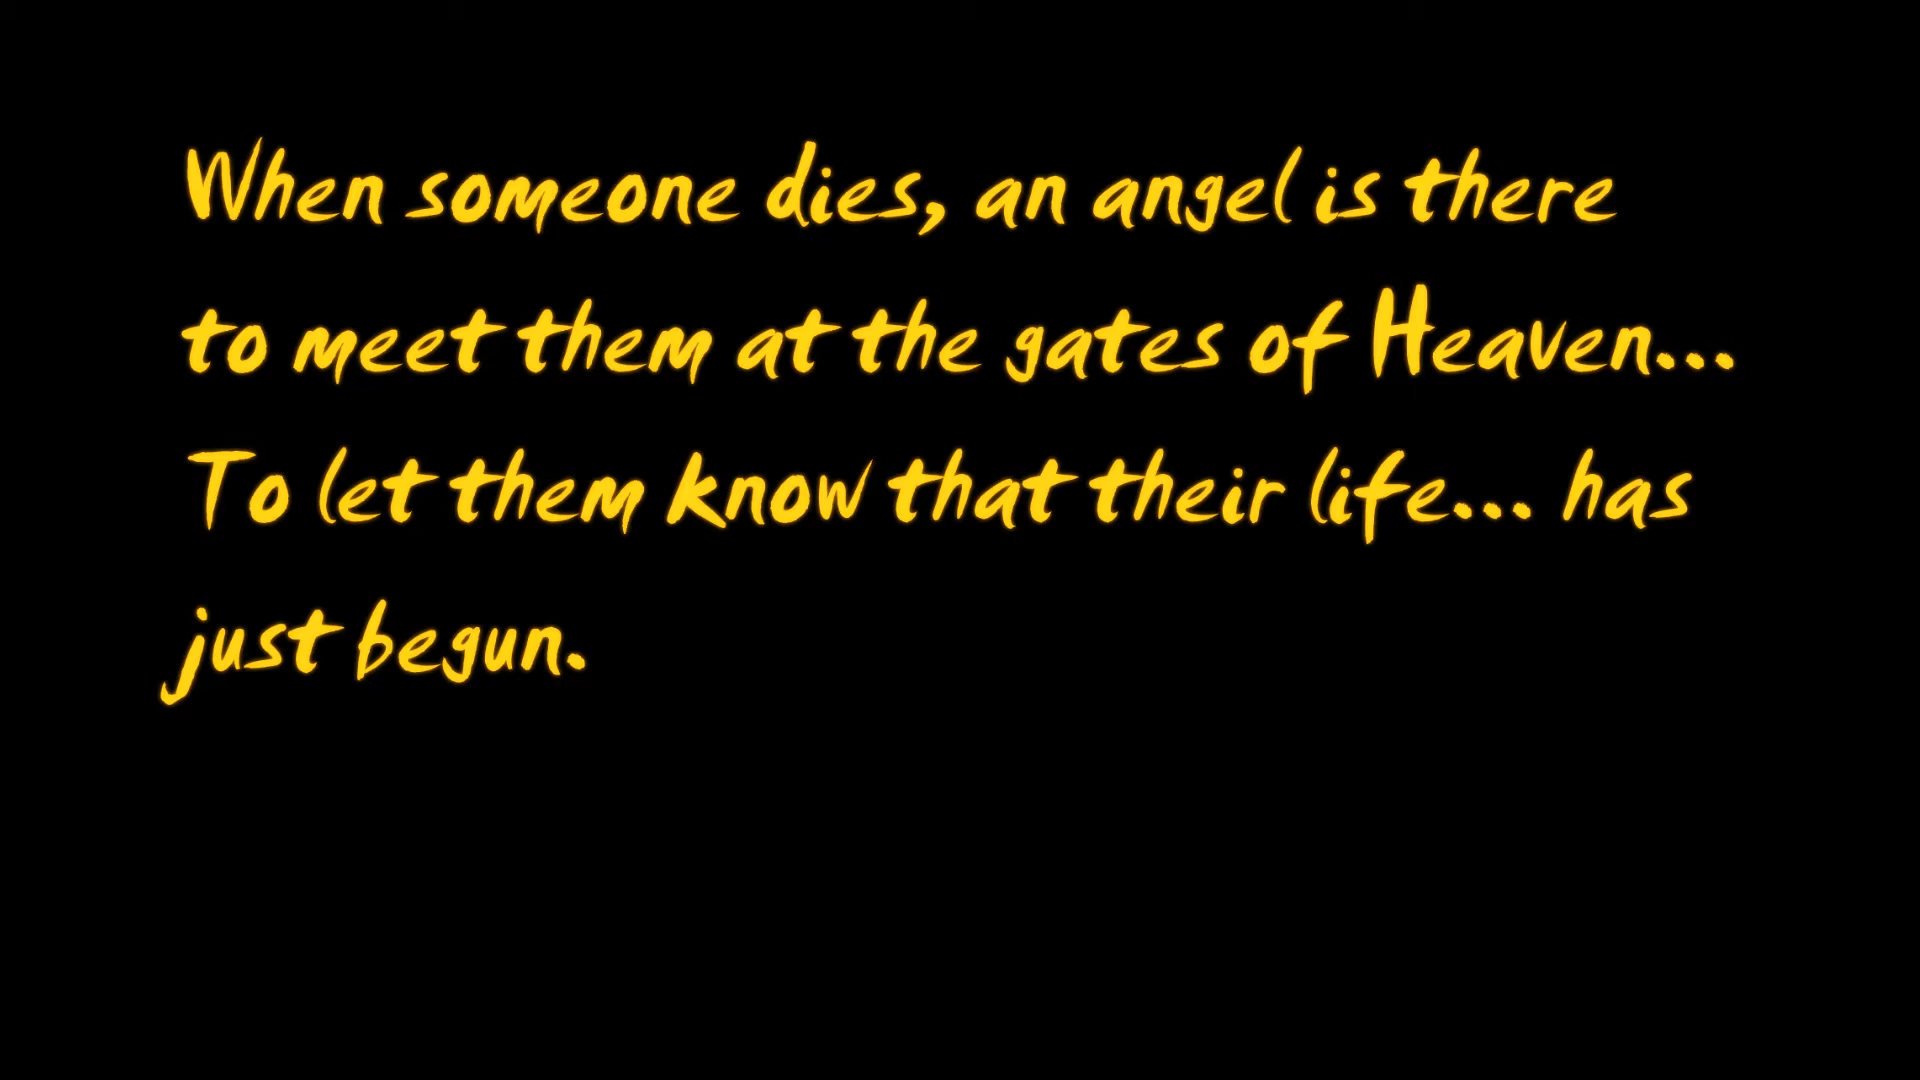 When someone dies, an angel is there
to meet them at the gates of Heaven...
To let them know that their life... has
just begun.